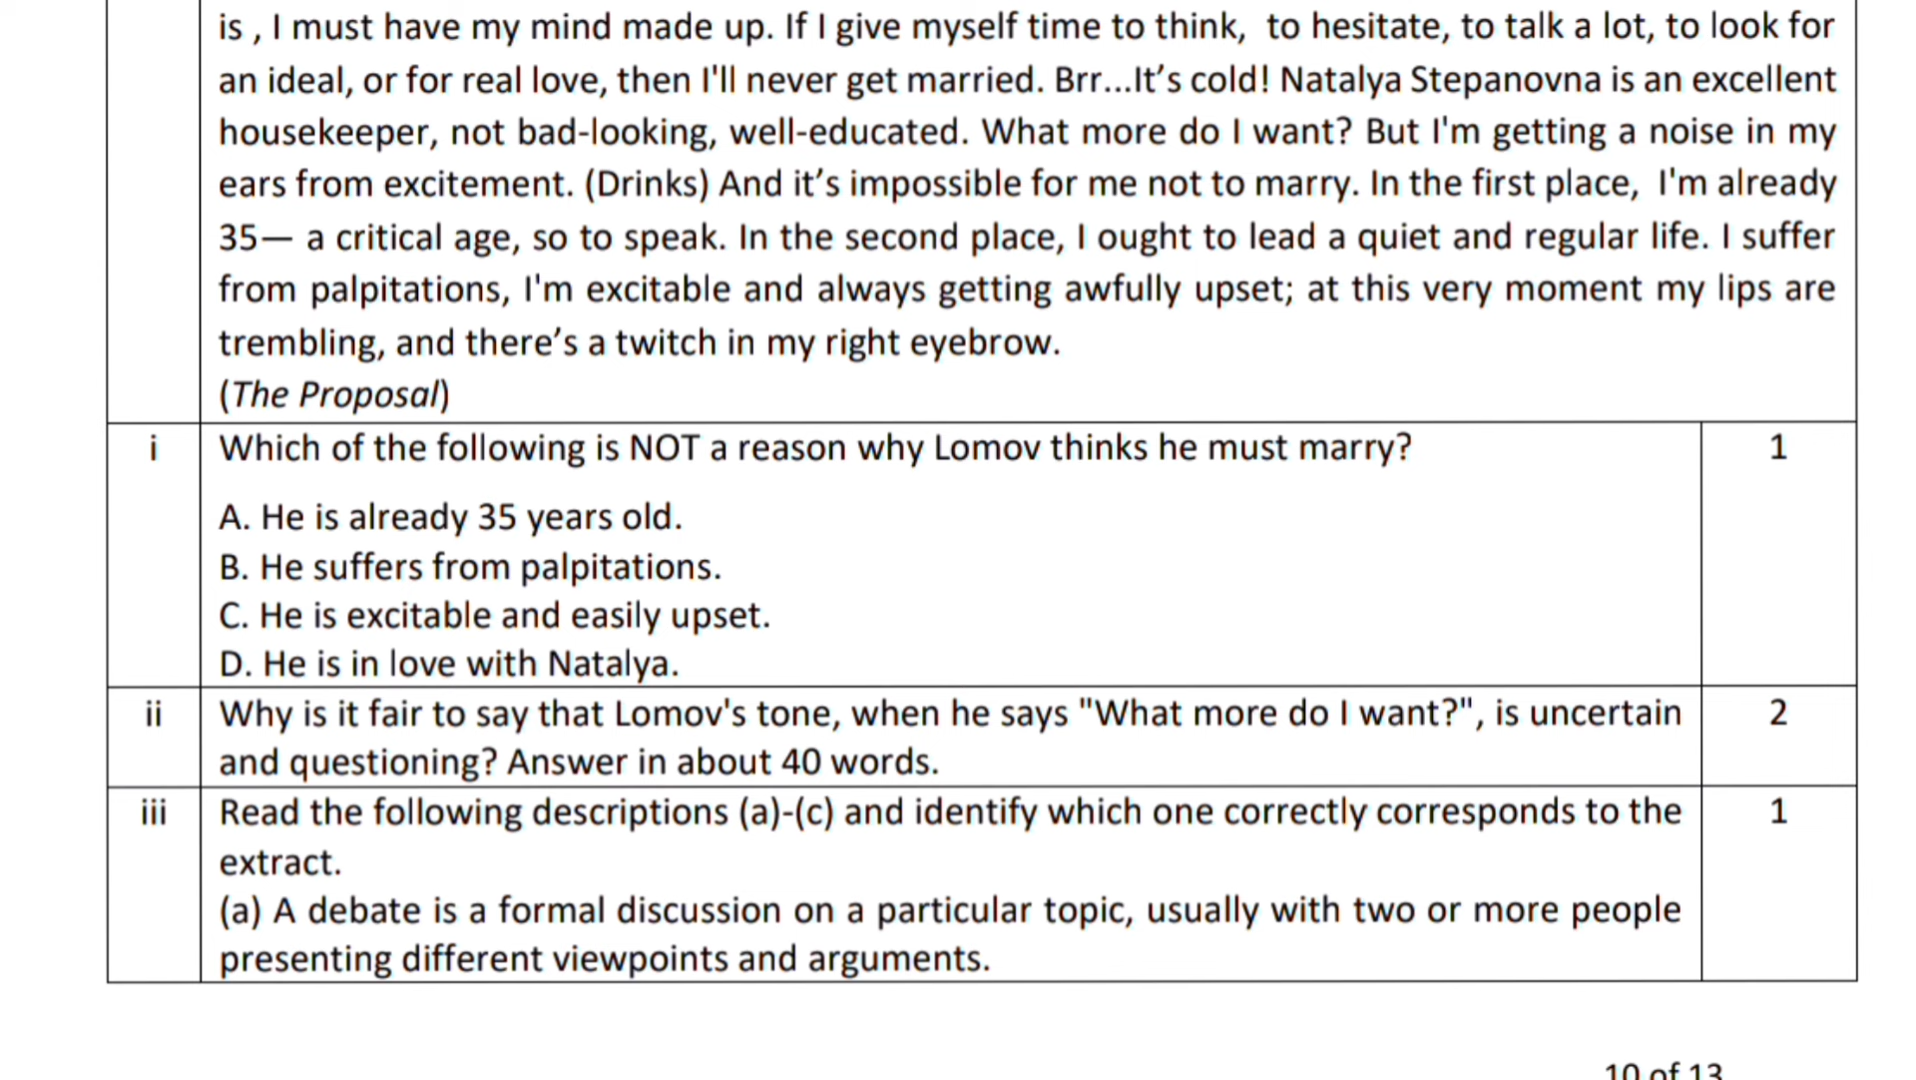 is , I must have my mind made up. If I give myself time to think,  to hesitate, to talk a lot, to look for
an ideal, or for real love, then I'll never get married. Brr...It’s cold! Natalya Stepanovna is an excellent
housekeeper, not bad-looking, well-educated. What more do I want? But I'm getting a noise in my
ears from excitement. (Drinks) And it’s impossible for me not to marry. In the first place,  I'm already
35— a critical age, so to speak. In the second place, I ought to lead a quiet and regular life. I suffer
from palpitations, I'm excitable and always getting awfully upset; at this very moment my lips are
trembling, and there’s a twitch in my right eyebrow.
(The Proposal)
i Which of the following is NOT a reason why Lomov thinks he must marry? 1
A. He is already 35 years old.
B. He suffers from palpitations.
C. He is excitable and easily upset.
D. He is in love with Natalya.
ii Why is it fair to say that Lomov's tone, when he says "What more do I want?", is uncertain 2
and questioning? Answer in about 40 words.
iii Read the following descriptions (a)-(c) and identify which one correctly corresponds to the 1
extract.
(a) A debate is a formal discussion on a particular topic, usually with two or more people
presenting different viewpoints and arguments.
10 of 13